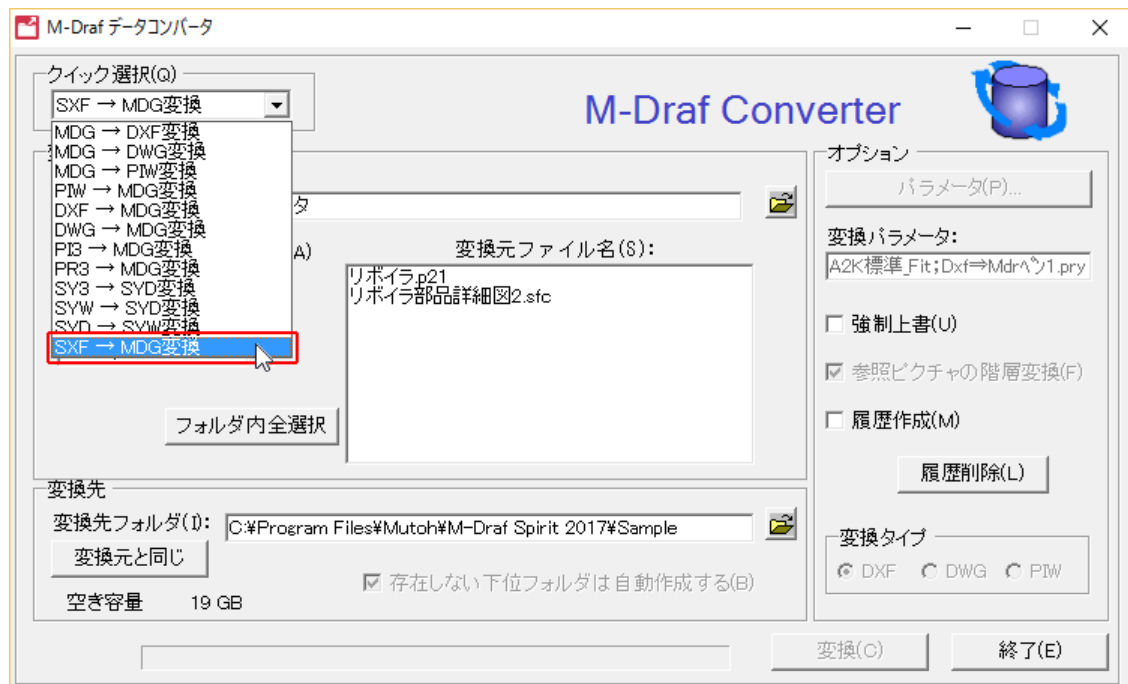 M-Draf データコンバータ
クイック選択(Q)
SXF → MDG変換
M-Draf Converter
MDG → DXF変換
MDG → DWG変換
MDG → PIW変換
PIW → MDG変換
DXF → MDG変換
DWG → MDG変換
PI3 → MDG変換
PR3 → MDG変換
SY3 → SYD変換
SYW → SYD変換
SYD → SYW変換
SXF → MDG変換
タ
A)
変換元ファイル名(S):
リボイラ.p21
リボイラ部品詳細図2.sfc
フォルダ内全選択
オプション
パラメータ(P)...
変換パラメータ:
A2K標準_Fit;Dxf⇒Mdrペン1.pry
強制上書(U)
参照ピクチャの階層変換(F)
履歴作成(M)
履歴削除(L)
変換先
変換先フォルダ(I):
C:¥Program Files¥Mutoh¥M-Draf Spirit 2017¥Sample
変換元と同じ
存在しない下位フォルダは自動作成する(B)
空き容量 19 GB
変換タイプ
DXF DWG PIW
変換(C)
終了(E)